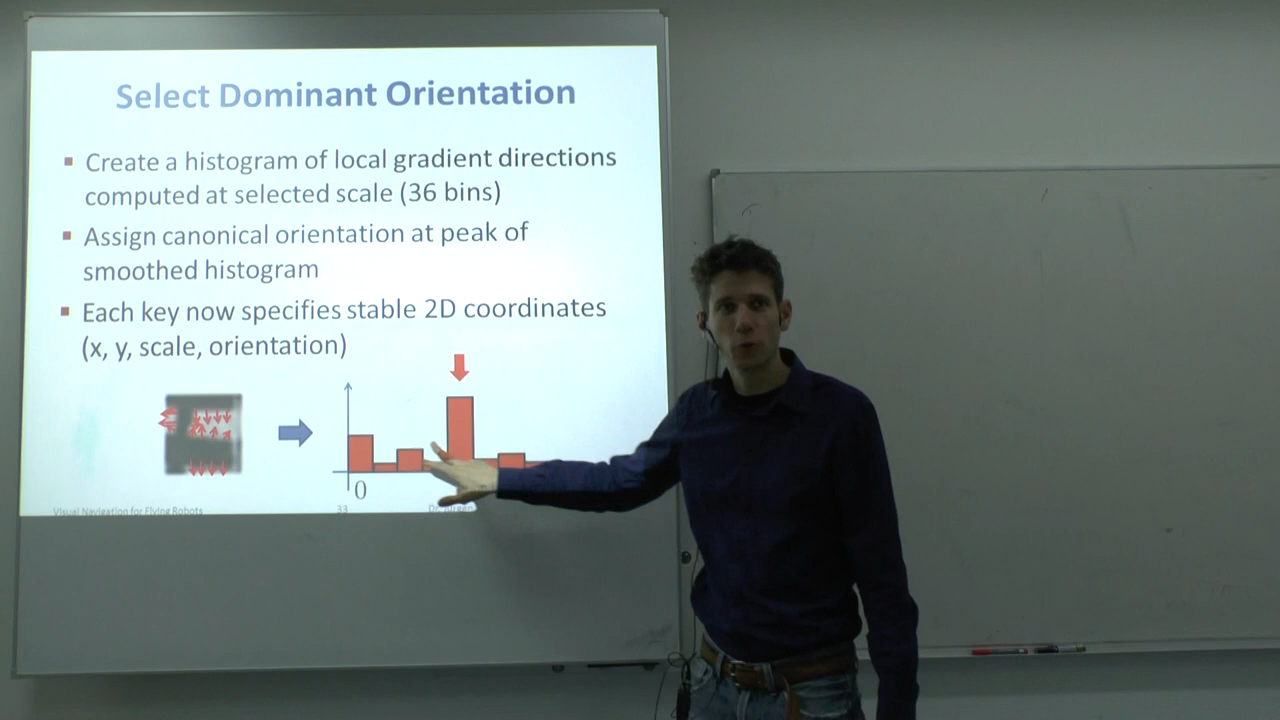 Select Dominant Orientation
▪ Create a histogram of local gradient directions
computed at selected scale (36 bins)
▪ Assign canonical orientation at peak of
smoothed histogram
▪ Each key now specifies stable 2D coordinates
(x, y, scale, orientation)
0
Visual Navigation for Flying Robots
33